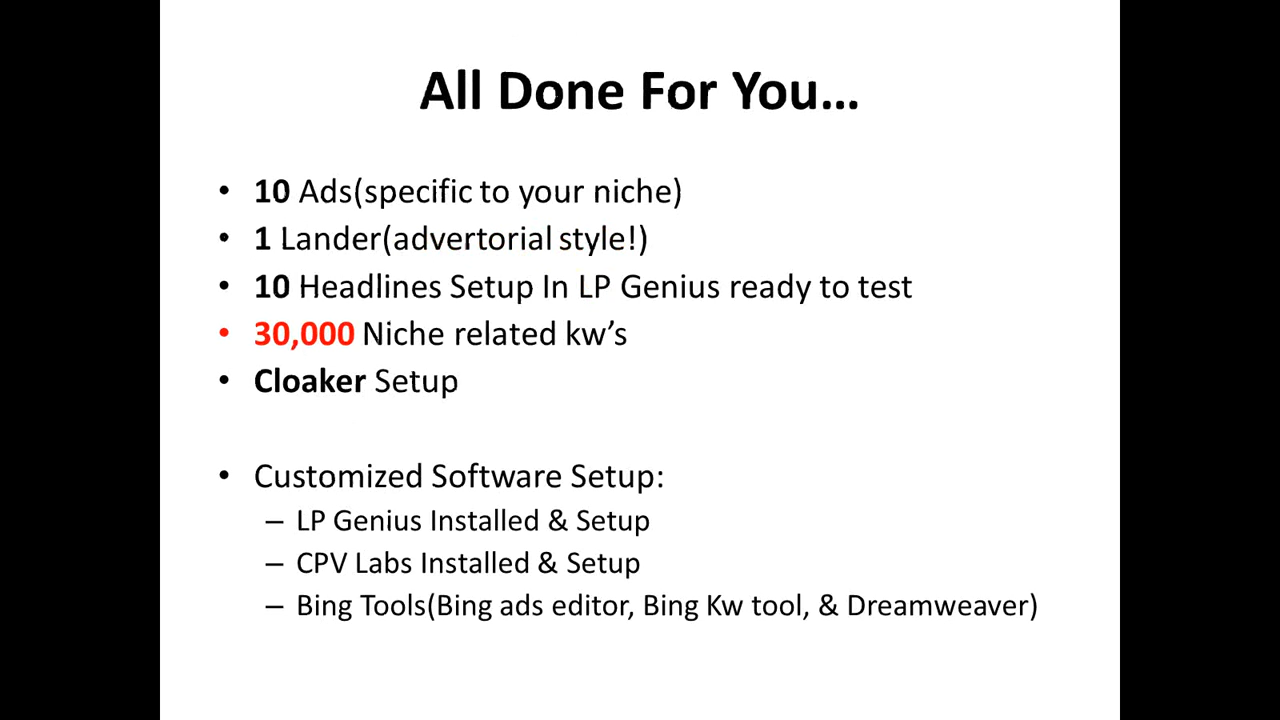 All Done For You…
• 10 Ads(specific to your niche)
• 1 Lander(advertorial style!)
• 10 Headlines Setup In LP Genius ready to test
• 30,000 Niche related kw’s
• Cloaker Setup
• Customized Software Setup:
– LP Genius Installed & Setup
– CPV Labs Installed & Setup
– Bing Tools(Bing ads editor, Bing Kw tool, & Dreamweaver)